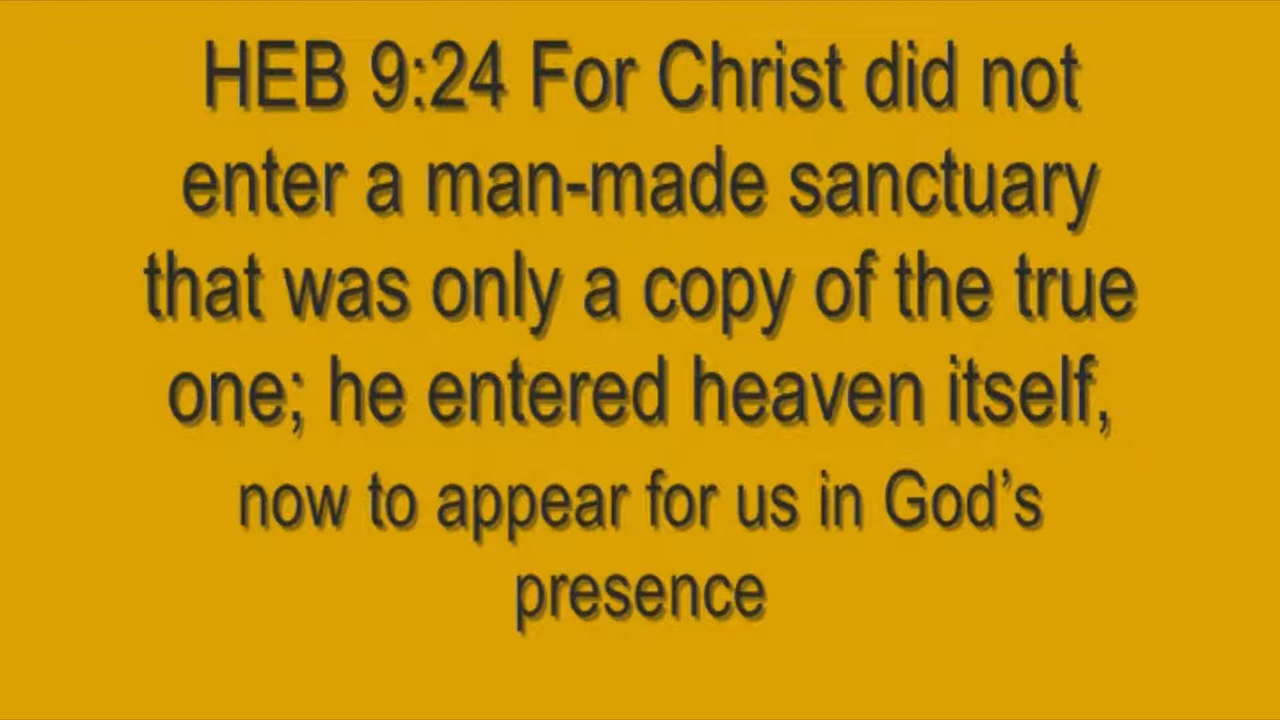 HEB 9:24 For Christ did not
enter a man-made sanctuary
that was only a copy of the true
one; he entered heaven itself,
now to appear for us in God’s
presence